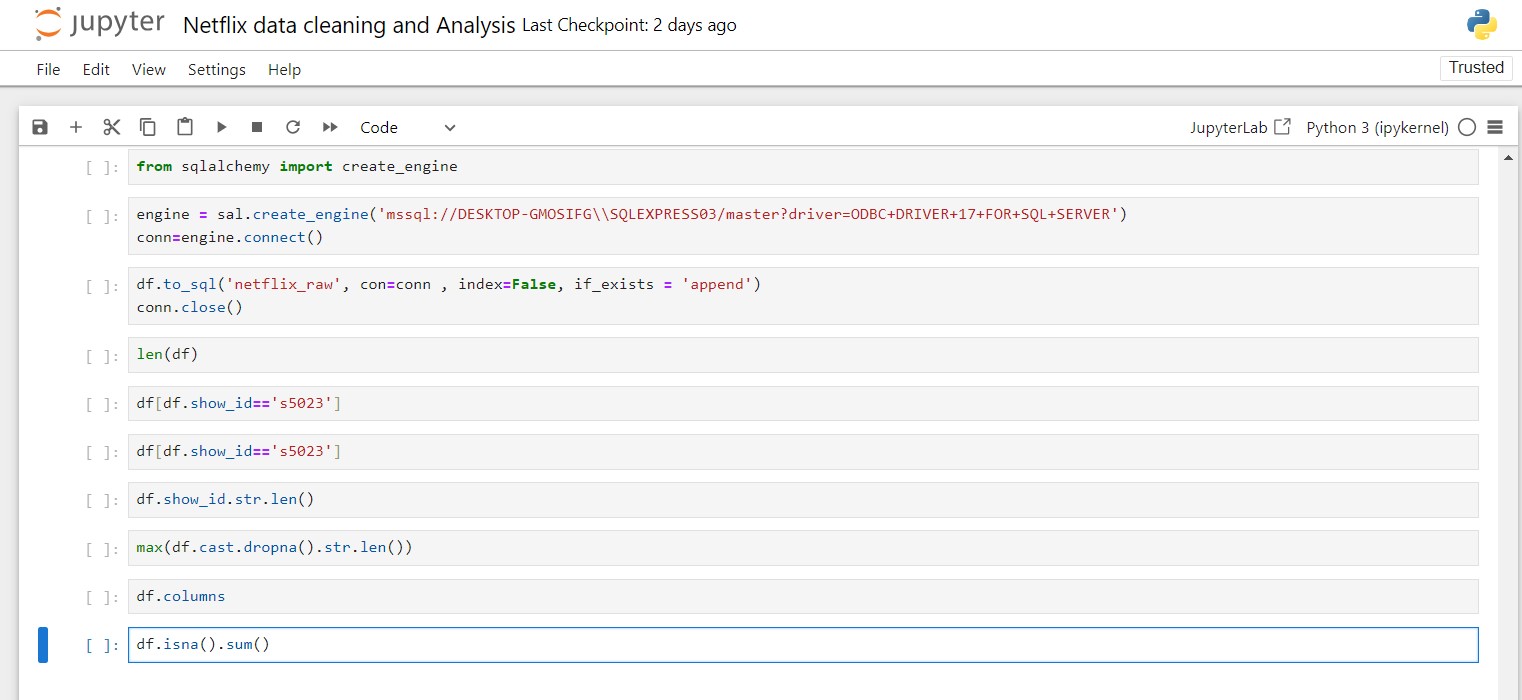 jupyter Netflix data cleaning and Analysis Last Checkpoint: 2 days ago
File Edit View Settings Help
Trusted
Code
JupyterLab Python 3 (ipykernel)
[ ]: from sqlalchemy import create_engine
[ ]: engine = sal.create_engine('mssql://DESKTOP-GMOSIFG\\SQLEXPRESS03/master?driver=ODBC+DRIVER+17+FOR+SQL+SERVER')
conn=engine.connect()
[ ]: df.to_sql('netflix_raw', con=conn , index=False, if_exists = 'append')
conn.close()
[ ]: len(df)
[ ]: df[df.show_id=='s5023']
[ ]: df[df.show_id=='s5023']
[ ]: df.show_id.str.len()
[ ]: max(df.cast.dropna().str.len())
[ ]: df.columns
[ ]: df.isna().sum()